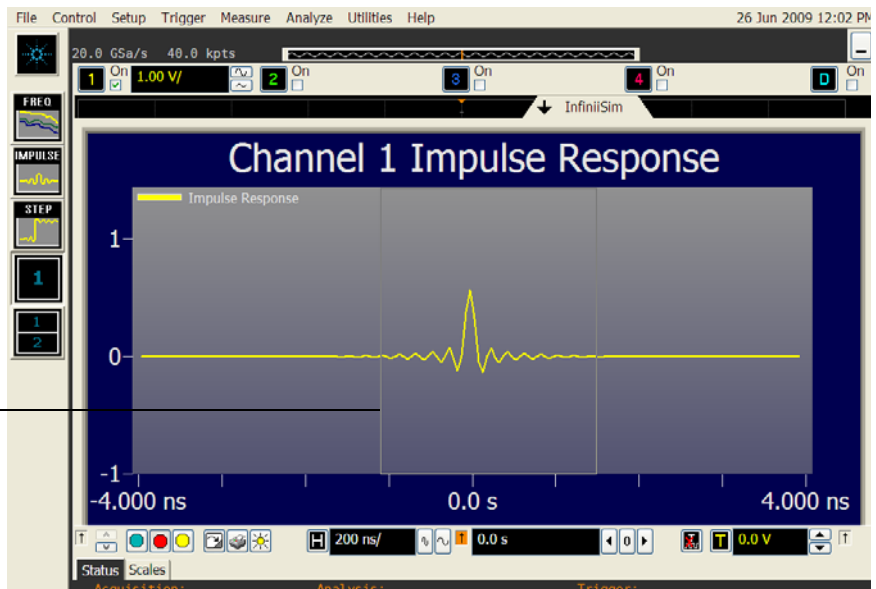 File Control Setup Trigger Measure Analyze Utilities Help 26 Jun 2009 12:02 PM
20.0 GSa/s 40.0 kpts
1 On 1.00 V/ 2 On 3 On 4 On D On
FREQ
InfiniiSim
IMPULSE
Channel 1 Impulse Response
Impulse Response
STEP
1
1
1
2
0
-1
-4.000 ns 0.0 s 4.000 ns
H 200 ns/ 0.0 s 0 T 0.0 V
Status Scales
Acquisition: Analysis: Trigger: